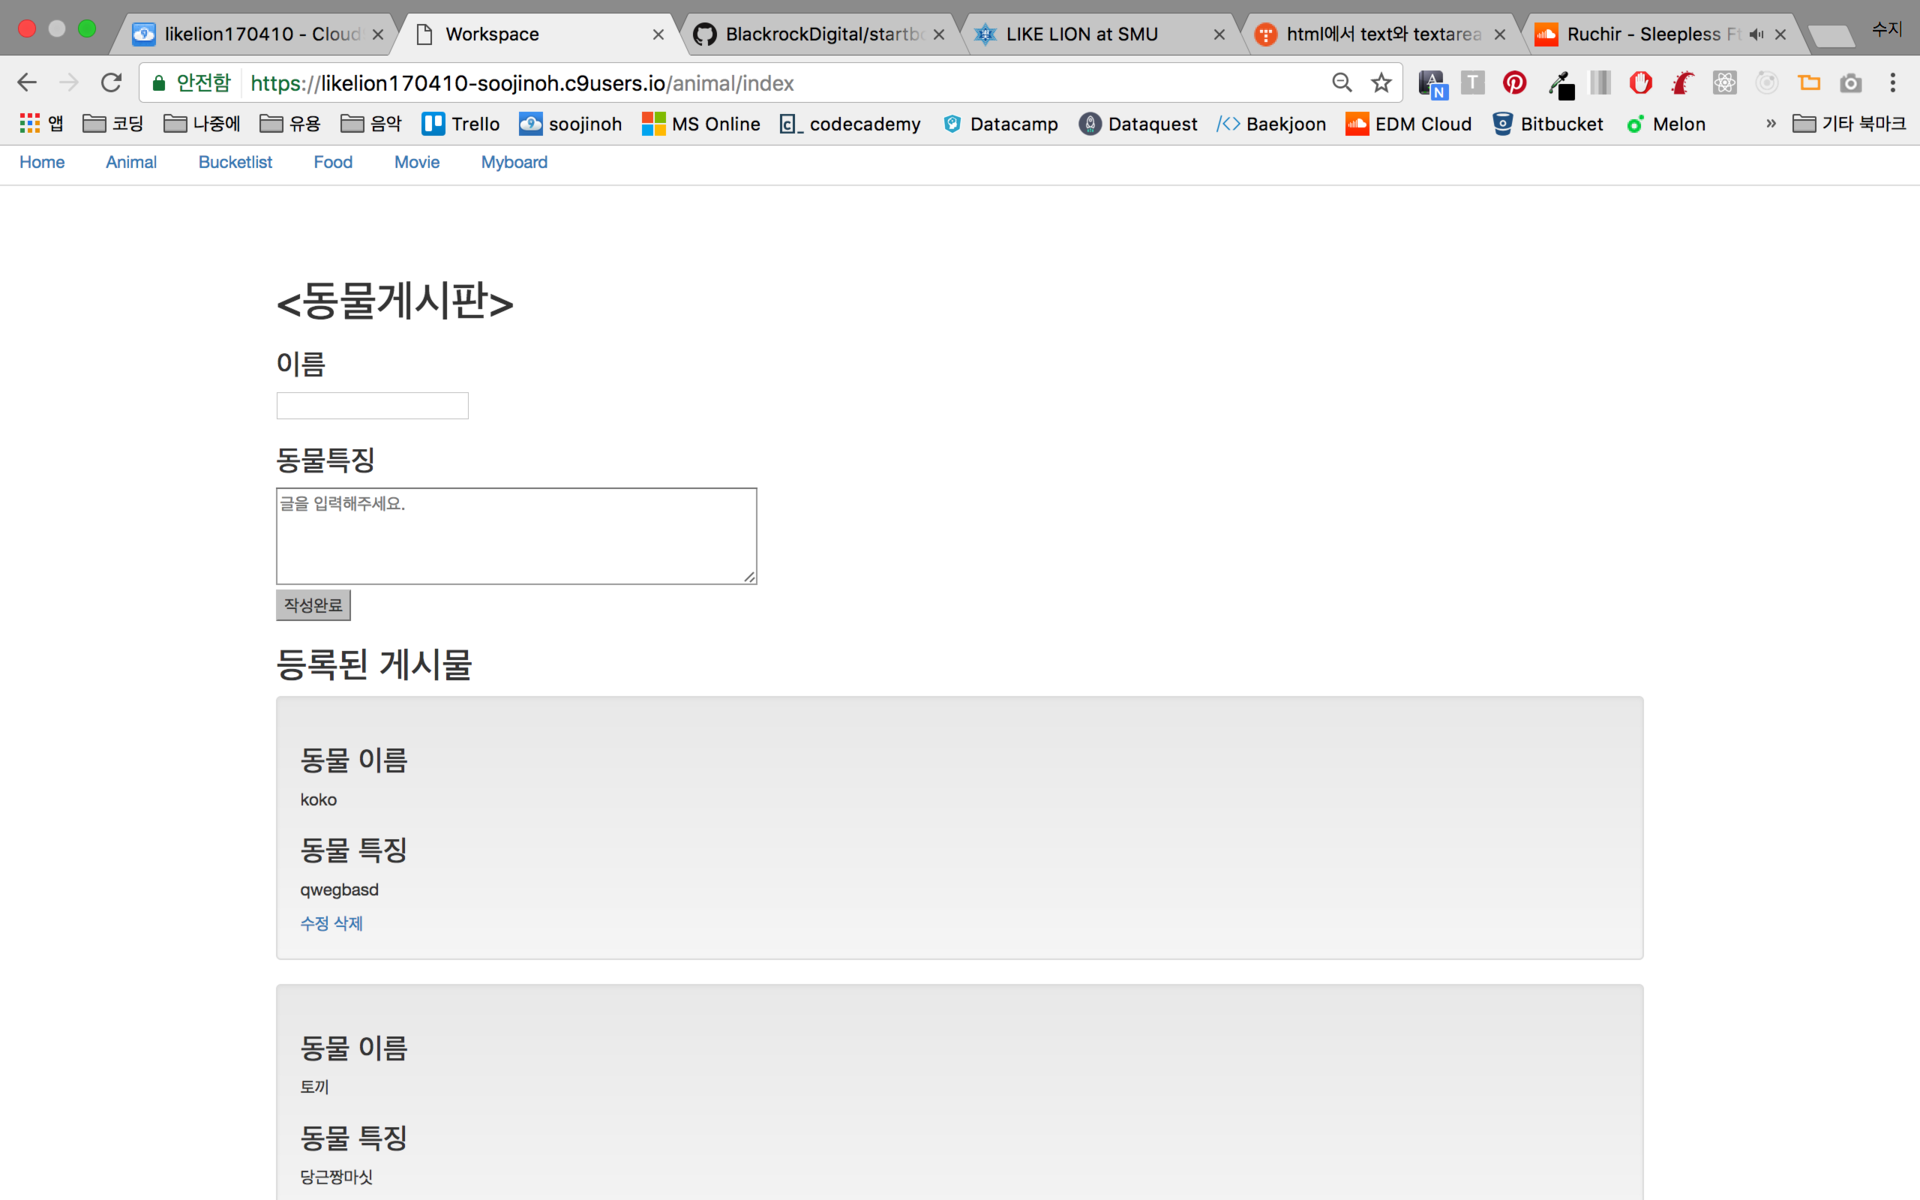 likelion170410 - Cloud
Workspace
BlackrockDigital/startbo
LIKE LION at SMU
html에서 text와 textarea
Ruchir - Sleepless Ft
수지
안전함
https://likelion170410-soojinoh.c9users.io/animal/index
앱
코딩
나중에
유용
음악
Trello
soojinoh
MS Online
codecademy
Datacamp
Dataquest
Baekjoon
EDM Cloud
Bitbucket
Melon
»
기타 북마크
Home
Animal
Bucketlist
Food
Movie
Myboard
<동물게시판>
이름
동물특징
글을 입력해주세요.
작성완료
등록된 게시물
동물 이름
koko
동물 특징
qwegbasd
수정 삭제
동물 이름
토끼
동물 특징
당근짱마싯